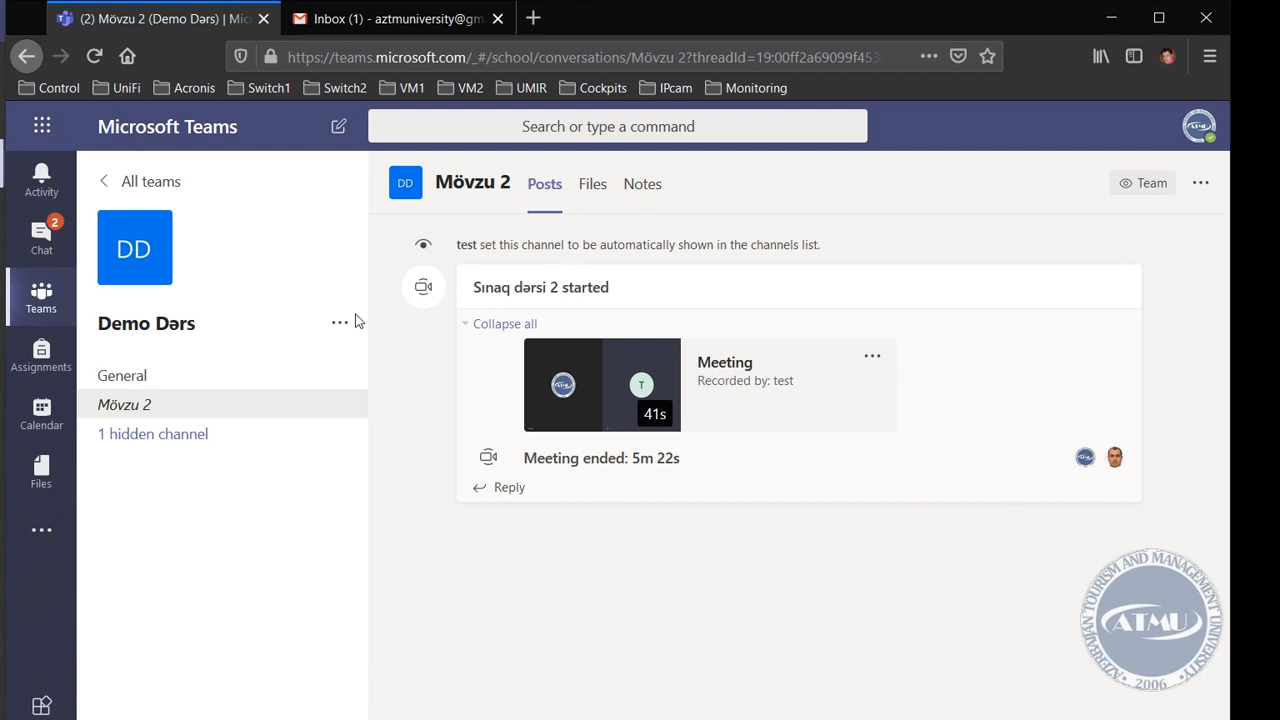 (2) Mövzu 2 (Demo Dərs) | Mic
Inbox (1) - aztmuniversity@gm
https://teams.microsoft.com/_#/school/conversations/Mövzu 2?threadId=19:00ff2a69099f453
Control UniFi Acronis Switch1 Switch2 VM1 VM2 UMIR Cockpits IPcam Monitoring
Microsoft Teams
Search or type a command
Activity
2
Chat
Teams
Assignments
Calendar
Files
All teams
DD
Demo Dərs
General
Mövzu 2
1 hidden channel
DD
Mövzu 2 Posts Files Notes
Team
test set this channel to be automatically shown in the channels list.
Sınaq dərsi 2 started
Collapse all
T
41s
Meeting
Recorded by: test
Meeting ended: 5m 22s
Reply
AZERBAIJAN TOURISM AND MANAGEMENT UNIVERSITY
ATMU
2006